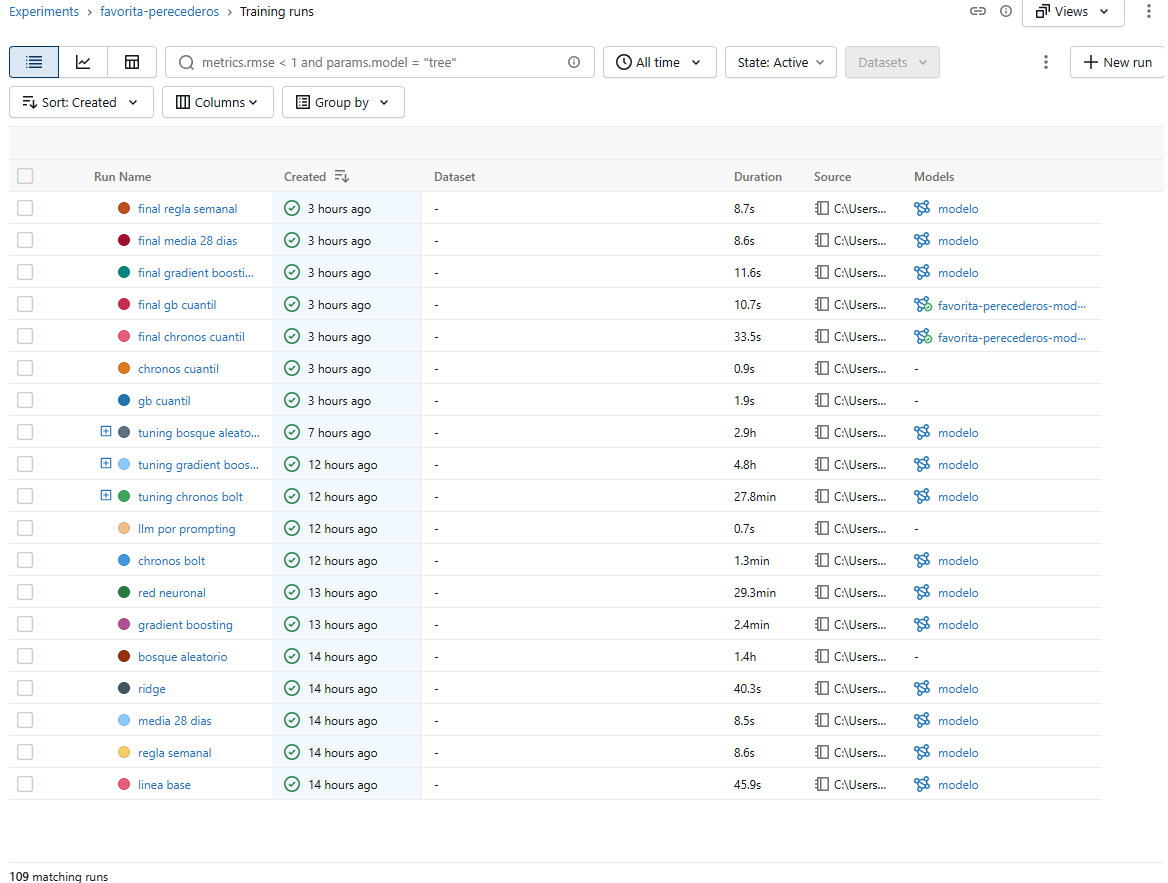 Experiments > favorita-perecederos > Training runs
Views
metrics.rmse < 1 and params.model = "tree"
All time
State: Active
Datasets
New run
Sort: Created
Columns
Group by
Run Name Created Dataset Duration Source Models
final regla semanal 3 hours ago - 8.7s C:\Users... modelo
final media 28 dias 3 hours ago - 8.6s C:\Users... modelo
final gradient boosti... 3 hours ago - 11.6s C:\Users... modelo
final gb cuantil 3 hours ago - 10.7s C:\Users... favorita-perecederos-mod...
final chronos cuantil 3 hours ago - 33.5s C:\Users... favorita-perecederos-mod...
chronos cuantil 3 hours ago - 0.9s C:\Users... -
gb cuantil 3 hours ago - 1.9s C:\Users... -
tuning bosque aleato... 7 hours ago - 2.9h C:\Users... modelo
tuning gradient boos... 12 hours ago - 4.8h C:\Users... modelo
tuning chronos bolt 12 hours ago - 27.8min C:\Users... modelo
llm por prompting 12 hours ago - 0.7s C:\Users... -
chronos bolt 12 hours ago - 1.3min C:\Users... modelo
red neuronal 13 hours ago - 29.3min C:\Users... modelo
gradient boosting 13 hours ago - 2.4min C:\Users... modelo
bosque aleatorio 14 hours ago - 1.4h C:\Users... -
ridge 14 hours ago - 40.3s C:\Users... modelo
media 28 dias 14 hours ago - 8.5s C:\Users... modelo
regla semanal 14 hours ago - 8.6s C:\Users... modelo
linea base 14 hours ago - 45.9s C:\Users... modelo
109 matching runs